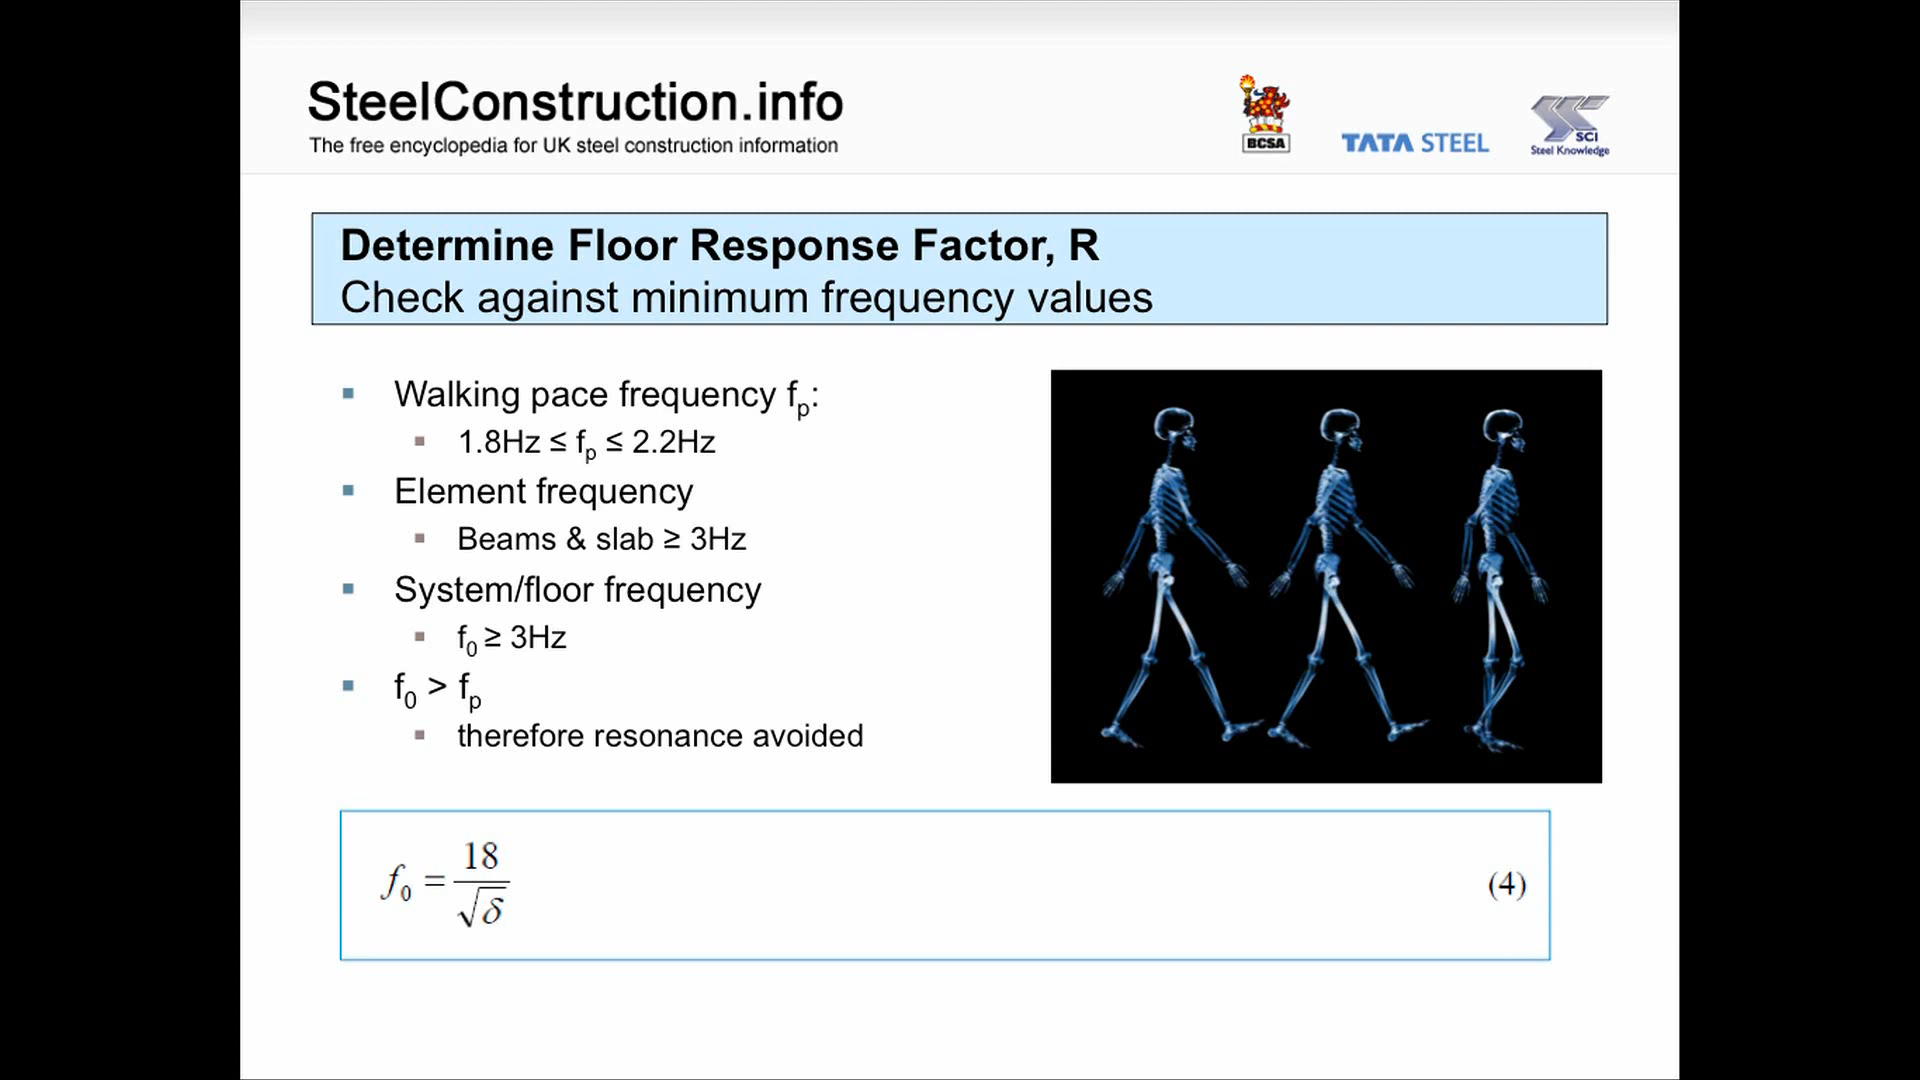 SteelConstruction.info
The free encyclopedia for UK steel construction information
BCSA
TATA STEEL
SCI
Steel Knowledge
Determine Floor Response Factor, R
Check against minimum frequency values
Walking pace frequency fₚ:
1.8Hz ≤ fₚ ≤ 2.2Hz
Element frequency
Beams & slab ≥ 3Hz
System/floor frequency
f₀ ≥ 3Hz
f₀ > fₚ
therefore resonance avoided
f₀ = 18/√δ (4)